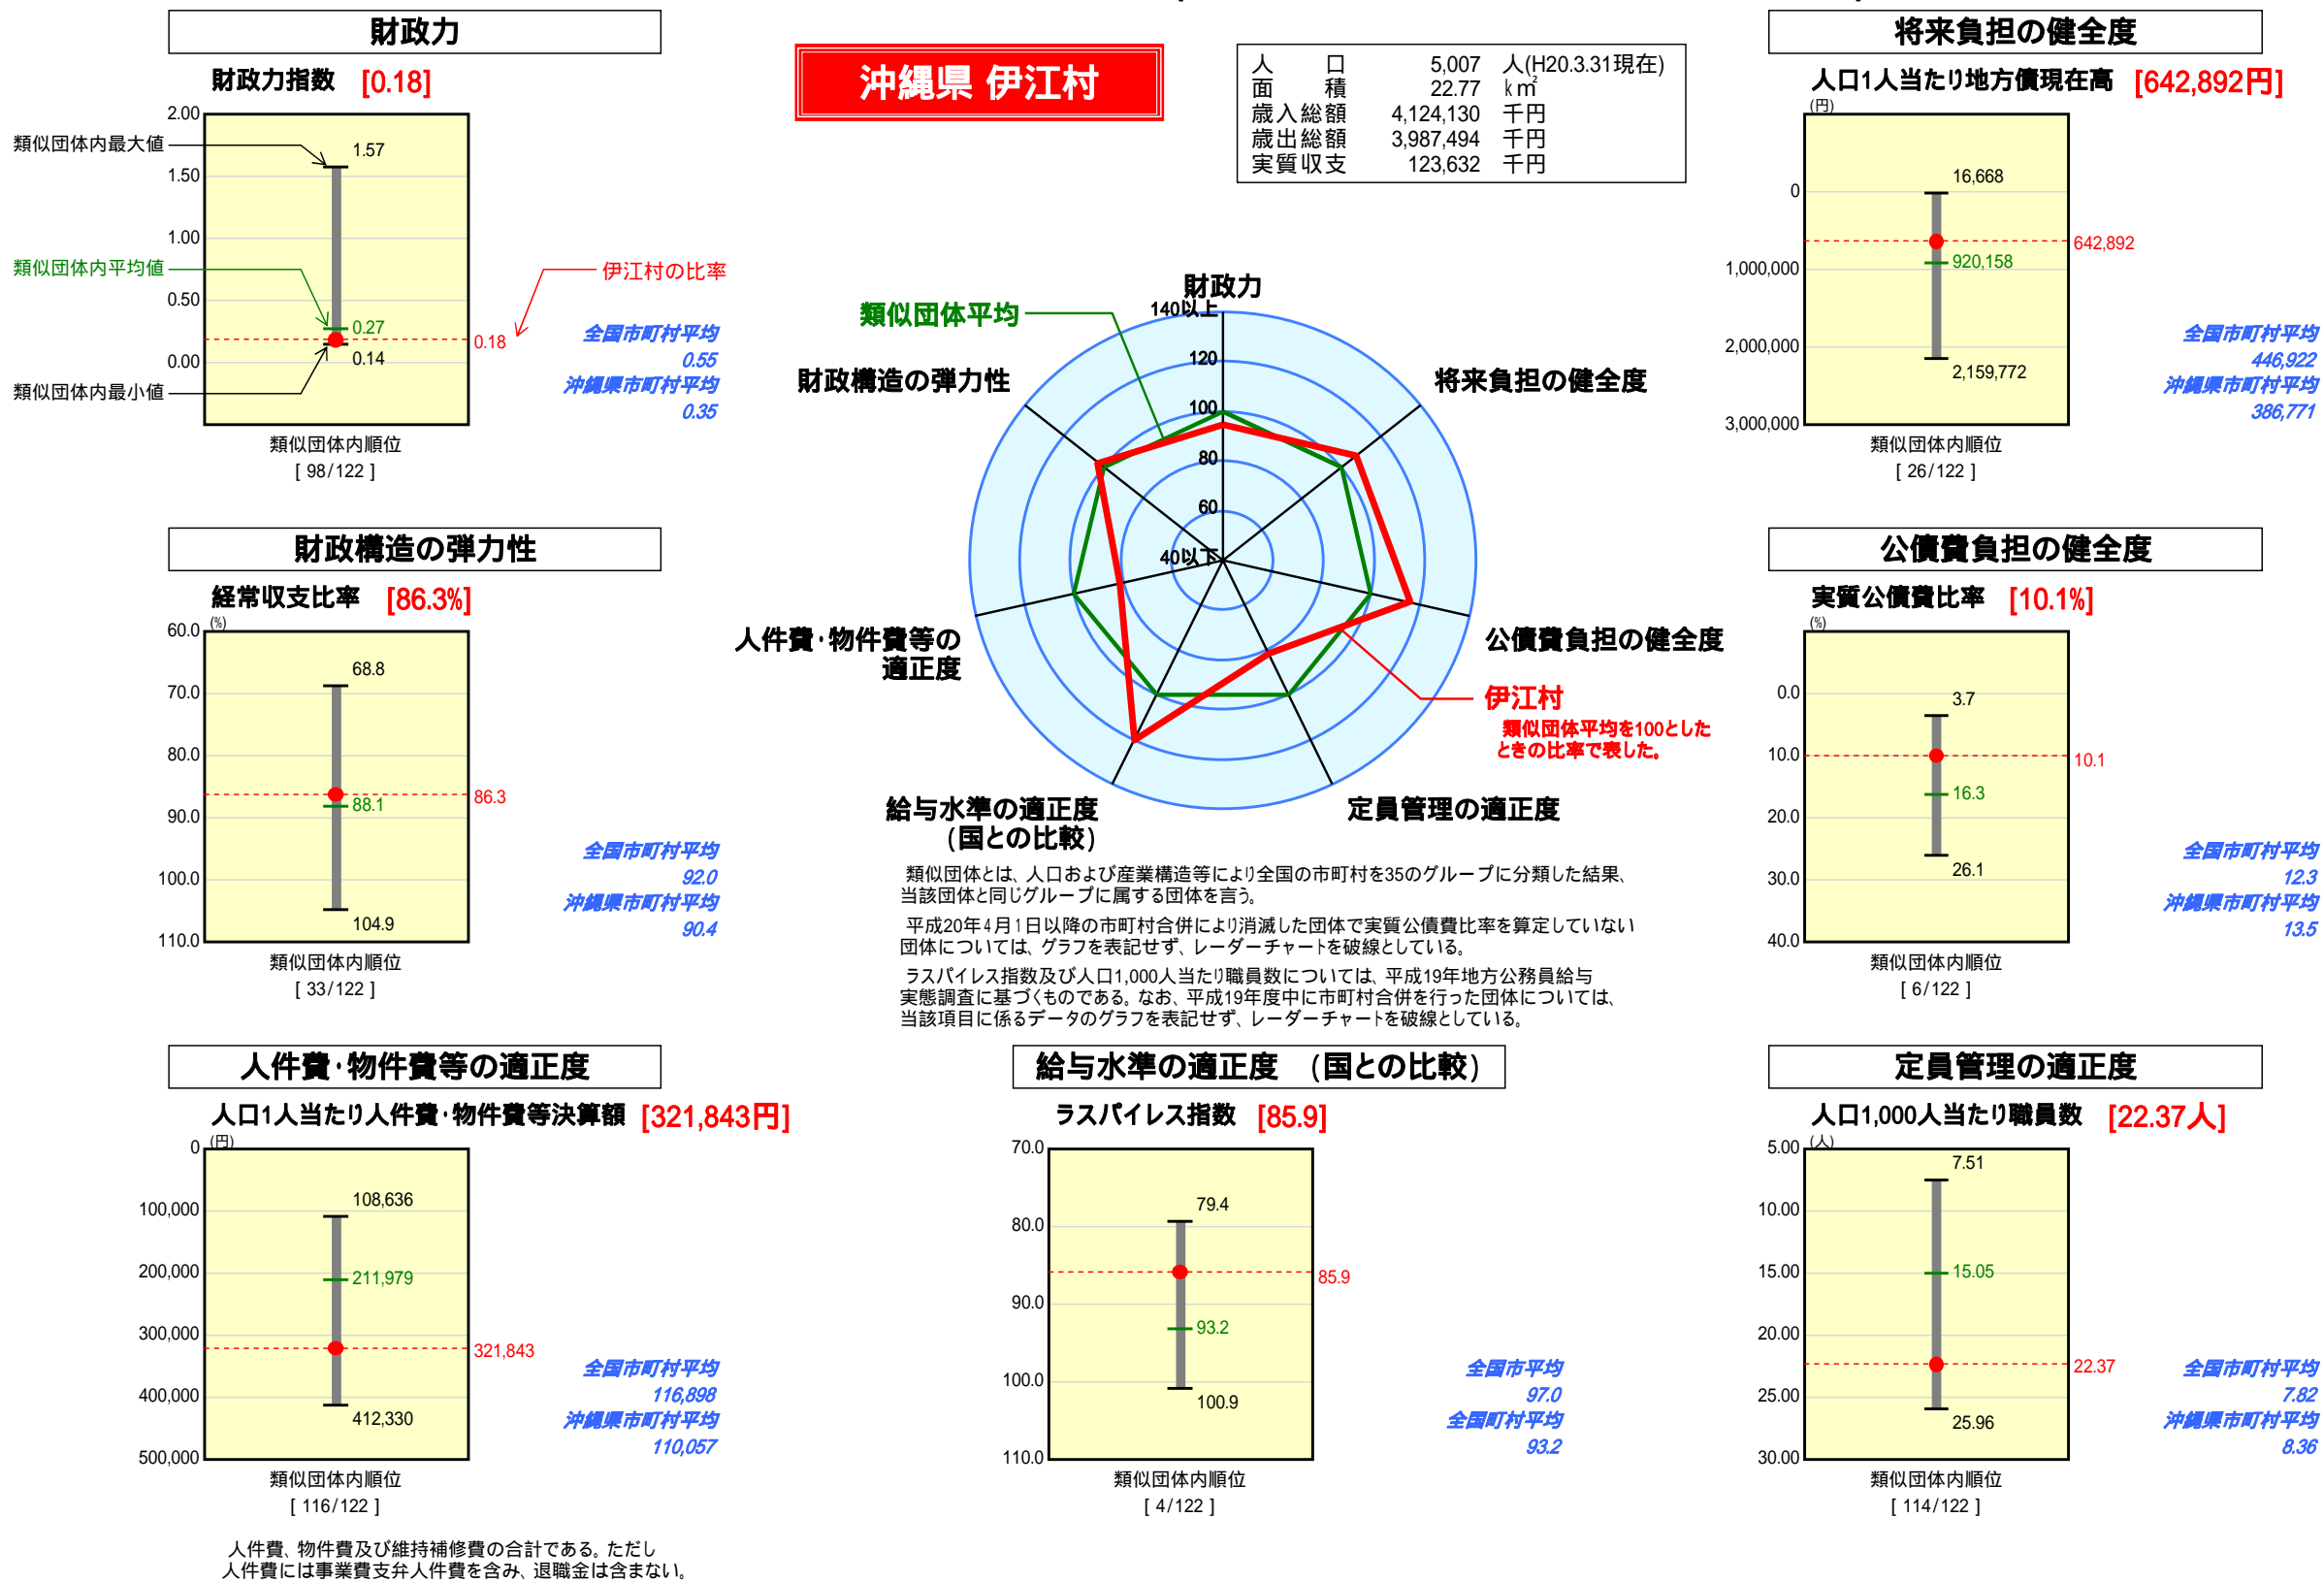 財政力
財政力指数 [0.18]
2.00
1.50
1.00
0.50
0.00
類似団体内最大値
類似団体内平均値
類似団体内最小値
1.57
0.27
0.14
0.18
伊江村の比率
全国市町村平均
0.55
沖縄県市町村平均
0.35
類似団体内順位
[ 98/122 ]
沖縄県 伊江村
人口 5,007 人(H20.3.31現在)
面積 22.77 k㎡
歳入総額 4,124,130 千円
歳出総額 3,987,494 千円
実質収支 123,632 千円
将来負担の健全度
人口1人当たり地方債現在高 [642,892円]
(円)
0
1,000,000
2,000,000
3,000,000
16,668
642,892
920,158
2,159,772
全国市町村平均
446,922
沖縄県市町村平均
386,771
類似団体内順位
[ 26/122 ]
財政力
140以上
120
100
80
60
40以下
類似団体平均
財政構造の弾力性
将来負担の健全度
人件費・物件費等の
適正度
公債費負担の健全度
伊江村
類似団体平均を100とした
ときの比率で表した。
給与水準の適正度
(国との比較)
定員管理の適正度
財政構造の弾力性
経常収支比率 [86.3%]
(%)
60.0
70.0
80.0
90.0
100.0
110.0
68.8
86.3
88.1
104.9
全国市町村平均
92.0
沖縄県市町村平均
90.4
類似団体内順位
[ 33/122 ]
公債費負担の健全度
実質公債費比率 [10.1%]
(%)
0.0
10.0
20.0
30.0
40.0
3.7
10.1
16.3
26.1
全国市町村平均
12.3
沖縄県市町村平均
13.5
類似団体内順位
[ 6/122 ]
類似団体とは、人口および産業構造等により全国の市町村を35のグループに分類した結果、
当該団体と同じグループに属する団体を言う。
平成20年4月1日以降の市町村合併により消滅した団体で実質公債費比率を算定していない
団体については、グラフを表記せず、レーダーチャートを破線としている。
ラスパイレス指数及び人口1,000人当たり職員数については、平成19年地方公務員給与
実態調査に基づくものである。なお、平成19年度中に市町村合併を行った団体については、
当該項目に係るデータのグラフを表記せず、レーダーチャートを破線としている。
人件費・物件費等の適正度
人口1人当たり人件費・物件費等決算額 [321,843円]
(円)
0
100,000
200,000
300,000
400,000
500,000
108,636
211,979
321,843
412,330
全国市町村平均
116,898
沖縄県市町村平均
110,057
類似団体内順位
[ 116/122 ]
人件費、物件費及び維持補修費の合計である。ただし
人件費には事業費支弁人件費を含み、退職金は含まない。
給与水準の適正度 (国との比較)
ラスパイレス指数 [85.9]
70.0
80.0
90.0
100.0
110.0
79.4
85.9
93.2
100.9
全国市平均
97.0
全国町村平均
93.2
類似団体内順位
[ 4/122 ]
定員管理の適正度
人口1,000人当たり職員数 [22.37人]
(人)
5.00
10.00
15.00
20.00
25.00
30.00
7.51
15.05
22.37
25.96
全国市町村平均
7.82
沖縄県市町村平均
8.36
類似団体内順位
[ 114/122 ]